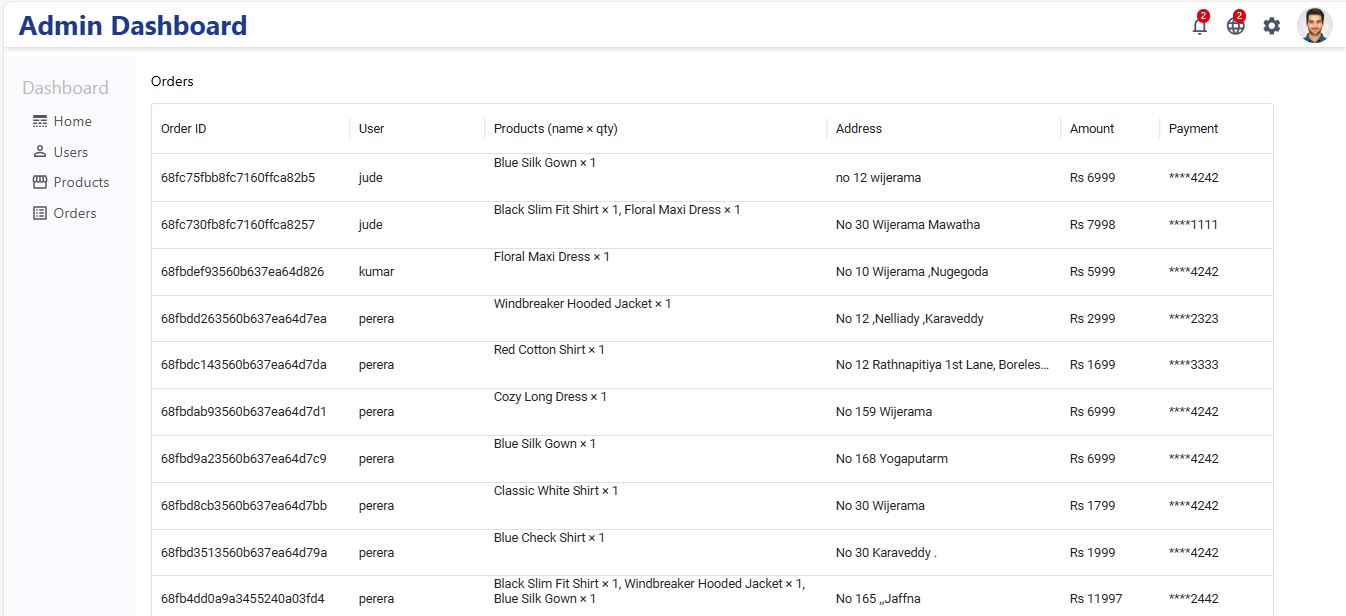 Admin Dashboard
2 2
Dashboard
Home
Users
Products
Orders
Orders
Order ID User Products (name × qty) Address Amount Payment
68fc75fbb8fc7160ffca82b5 jude Blue Silk Gown × 1 no 12 wijerama Rs 6999 ****4242
68fc730fb8fc7160ffca8257 jude Black Slim Fit Shirt × 1, Floral Maxi Dress × 1 No 30 Wijerama Mawatha Rs 7998 ****1111
68fbdef93560b637ea64d826 kumar Floral Maxi Dress × 1 No 10 Wijerama ,Nugegoda Rs 5999 ****4242
68fbdd263560b637ea64d7ea perera Windbreaker Hooded Jacket × 1 No 12 ,Nelliady ,Karaveddy Rs 2999 ****2323
68fbdc143560b637ea64d7da perera Red Cotton Shirt × 1 No 12 Rathnapitiya 1st Lane, Boreles... Rs 1699 ****3333
68fbdab93560b637ea64d7d1 perera Cozy Long Dress × 1 No 159 Wijerama Rs 6999 ****4242
68fbd9a23560b637ea64d7c9 perera Blue Silk Gown × 1 No 168 Yogaputarm Rs 6999 ****4242
68fbd8cb3560b637ea64d7bb perera Classic White Shirt × 1 No 30 Wijerama Rs 1799 ****4242
68fbd3513560b637ea64d79a perera Blue Check Shirt × 1 No 30 Karaveddy . Rs 1999 ****4242
68fb4dd0a9a3455240a03fd4 perera Black Slim Fit Shirt × 1, Windbreaker Hooded Jacket × 1, No 165 ,,Jaffna Rs 11997 ****2442
Blue Silk Gown × 1